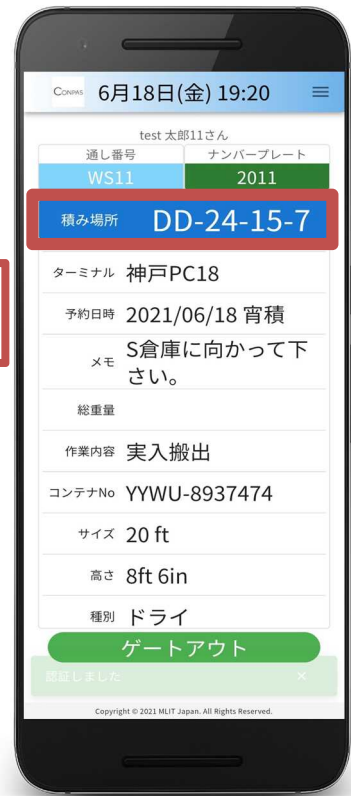 CONPAS 6月18日(金) 19:20
test 太郎11さん
通し番号 ナンバープレート
WS11 2011
積み場所 DD-24-15-7
ターミナル 神戸PC18
予約日時 2021/06/18 宵積
メモ S倉庫に向かって下
さい。
総重量
作業内容 実入搬出
コンテナNo YYWU-8937474
サイズ 20 ft
高さ 8ft 6in
種別 ドライ
ゲートアウト
認証しました ×
Copyright © 2021 MLIT Japan. All Rights Reserved.